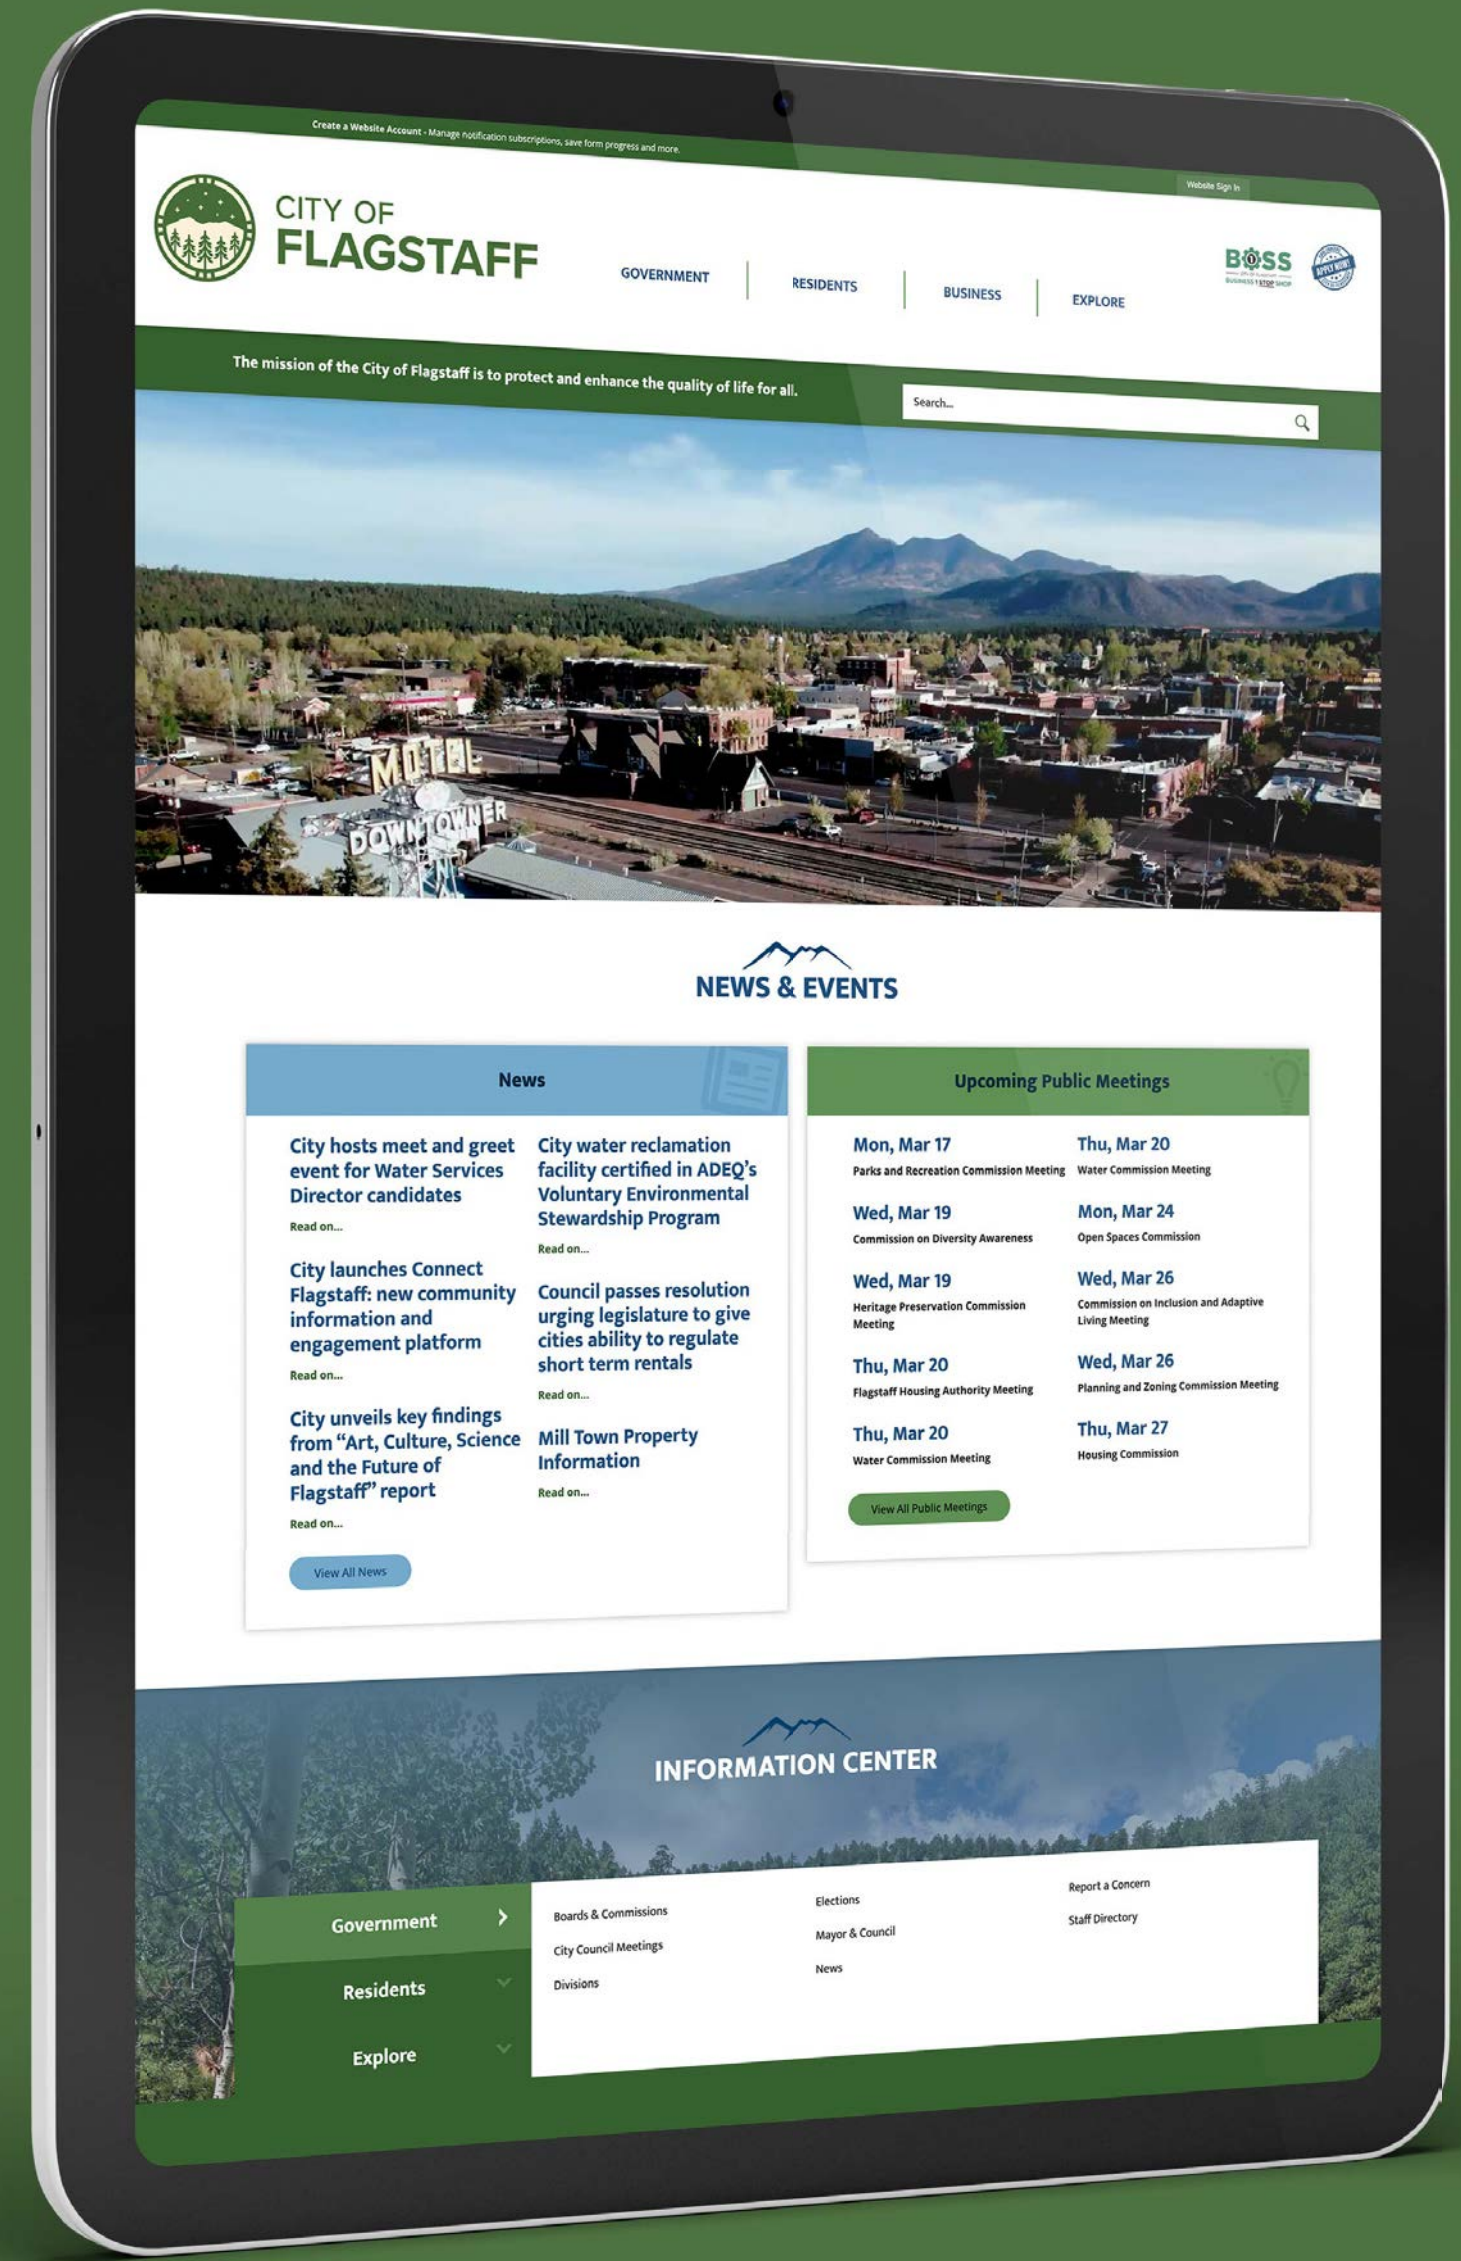 Create a Website Account - Manage notification subscriptions, save form progress and more.
Website Sign In
CITY OF
FLAGSTAFF
GOVERNMENT
RESIDENTS
BUSINESS
EXPLORE
BOSS
BUSINESS 1 STOP SHOP
APPLY NOW!
The mission of the City of Flagstaff is to protect and enhance the quality of life for all.
Search...
MOTEL
DOWNTOWNER
NEWS & EVENTS
News
City hosts meet and greet
event for Water Services
Director candidates
Read on...
City launches Connect
Flagstaff: new community
information and
engagement platform
Read on...
City unveils key findings
from “Art, Culture, Science
and the Future of
Flagstaff” report
Read on...
View All News
City water reclamation
facility certified in ADEQ’s
Voluntary Environmental
Stewardship Program
Read on...
Council passes resolution
urging legislature to give
cities ability to regulate
short term rentals
Read on...
Mill Town Property
Information
Read on...
Upcoming Public Meetings
Mon, Mar 17
Parks and Recreation Commission Meeting
Wed, Mar 19
Commission on Diversity Awareness
Wed, Mar 19
Heritage Preservation Commission
Meeting
Thu, Mar 20
Flagstaff Housing Authority Meeting
Thu, Mar 20
Water Commission Meeting
View All Public Meetings
Thu, Mar 20
Water Commission Meeting
Mon, Mar 24
Open Spaces Commission
Wed, Mar 26
Commission on Inclusion and Adaptive
Living Meeting
Wed, Mar 26
Planning and Zoning Commission Meeting
Thu, Mar 27
Housing Commission
INFORMATION CENTER
Government
Residents
Explore
Boards & Commissions
City Council Meetings
Divisions
Elections
Mayor & Council
News
Report a Concern
Staff Directory